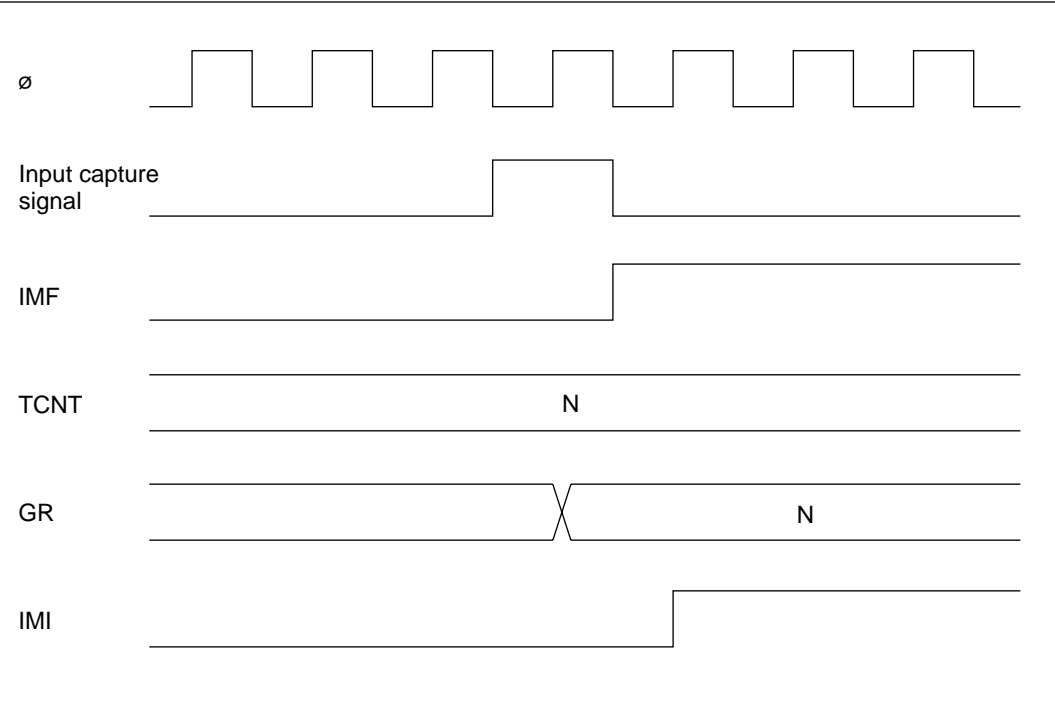 ø
Input capture
signal
IMF
TCNT
N
GR
N
IMI